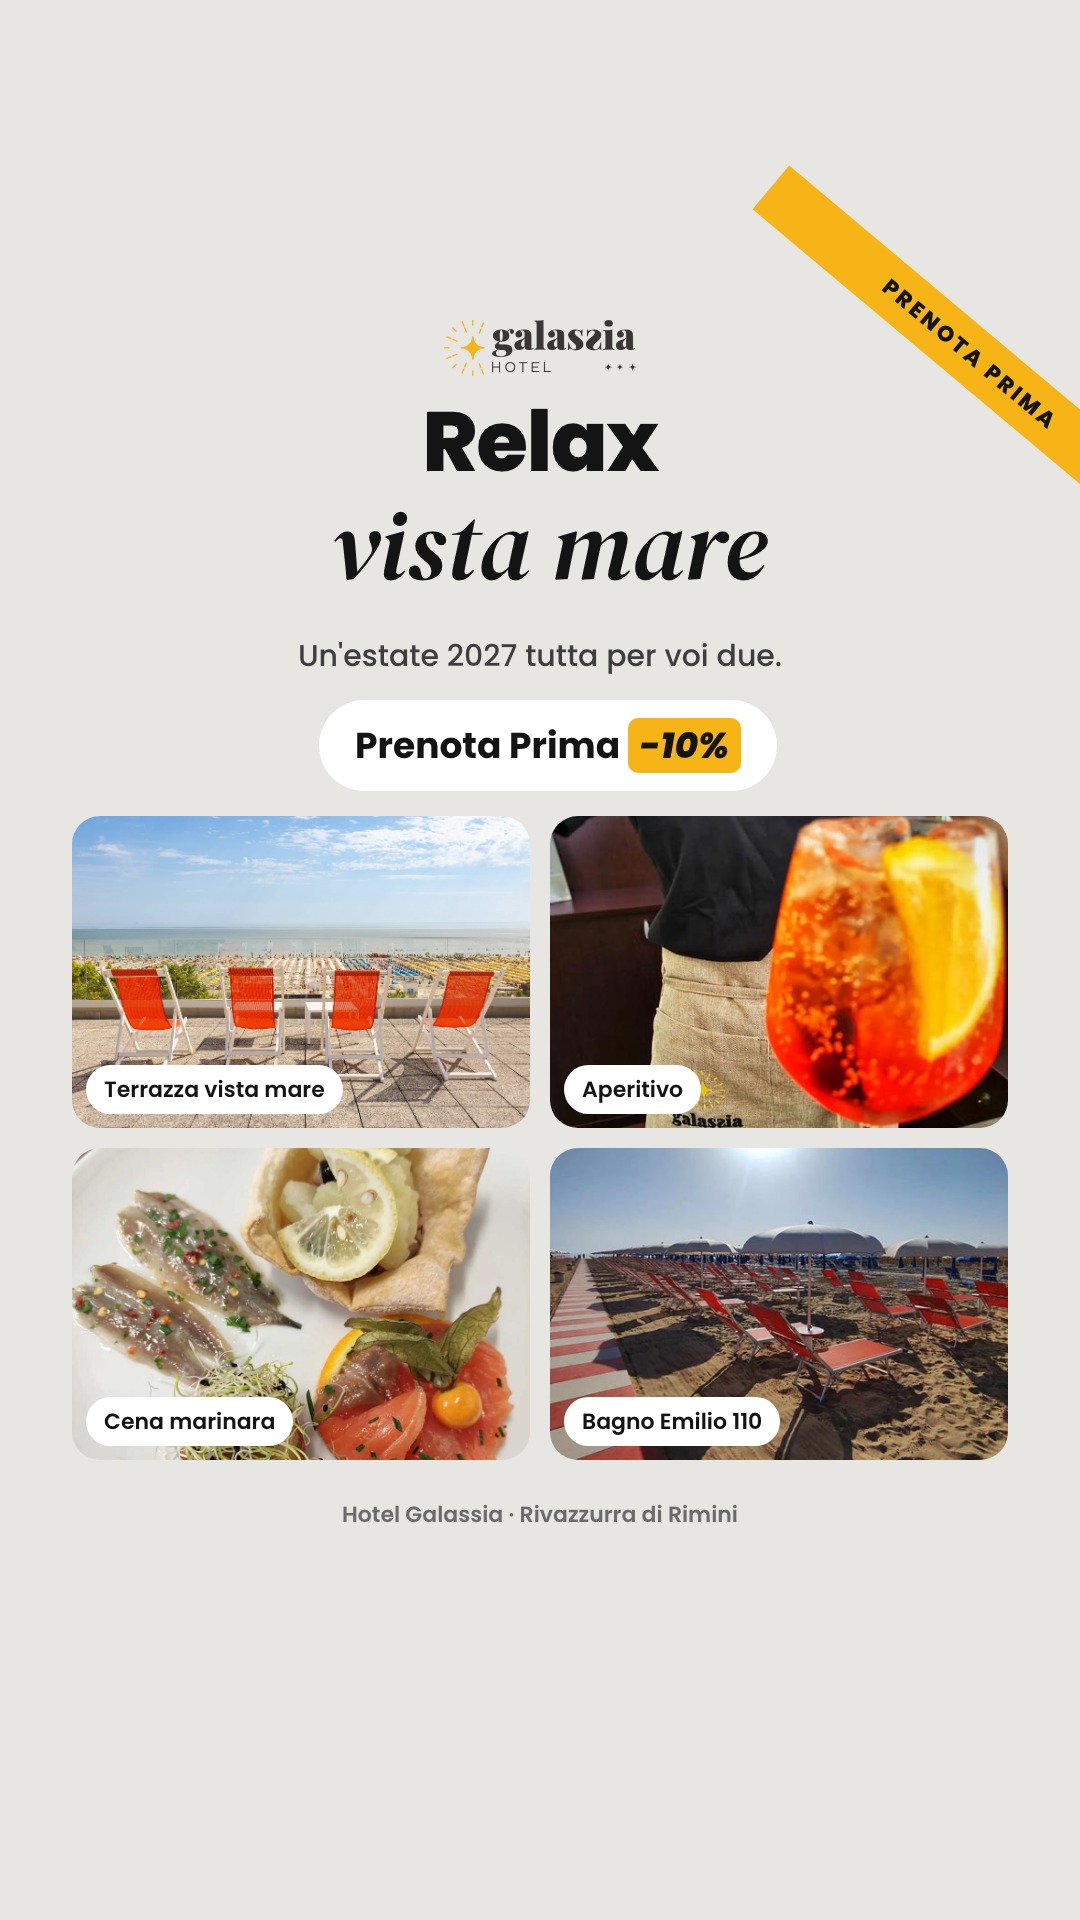 PRENOTA PRIMA
galassia
HOTEL
Relax
vista mare
Un'estate 2027 tutta per voi due.
Prenota Prima -10%
Terrazza vista mare
Aperitivo
galassia
Cena marinara
Bagno Emilio 110
Hotel Galassia · Rivazzurra di Rimini